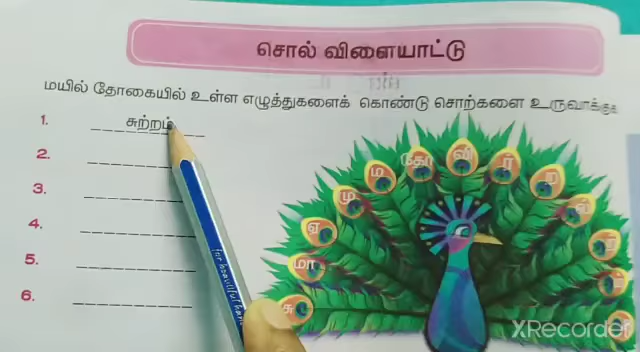 சொல் விளையாட்டு
மயில் தோகையில் உள்ள எழுத்துகளைக் கொண்டு சொற்களை உருவாக்குக
1. சுற்றம்
2.
3.
4.
5.
6.
சு
மா
ஏ
மு
ம
தோ
வி
ர்
ற
XRecorder